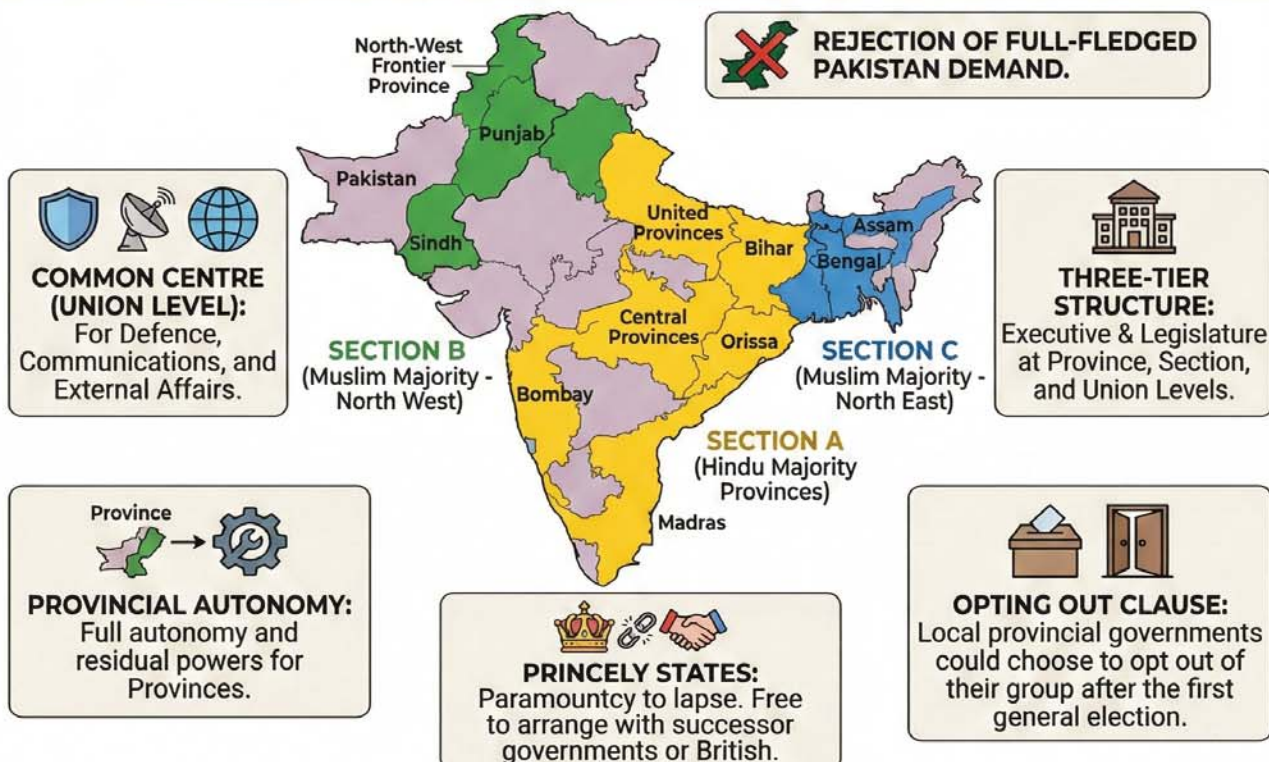 REJECTION OF FULL-FLEDGED
PAKISTAN DEMAND.
North-West
Frontier
Province
Punjab
Pakistan
Sindh
United
Provinces
Bihar
Assam
Bengal
Central
Provinces
Orissa
Bombay
Madras
COMMON CENTRE
(UNION LEVEL):
For Defence,
Communications, and
External Affairs.
SECTION B
(Muslim Majority -
North West)
SECTION C
(Muslim Majority -
North East)
SECTION A
(Hindu Majority
Provinces)
THREE-TIER
STRUCTURE:
Executive & Legislature
at Province, Section,
and Union Levels.
Province
PROVINCIAL AUTONOMY:
Full autonomy and
residual powers for
Provinces.
PRINCELY STATES:
Paramountcy to lapse. Free
to arrange with successor
governments or British.
OPTING OUT CLAUSE:
Local provincial governments
could choose to opt out of
their group after the first
general election.